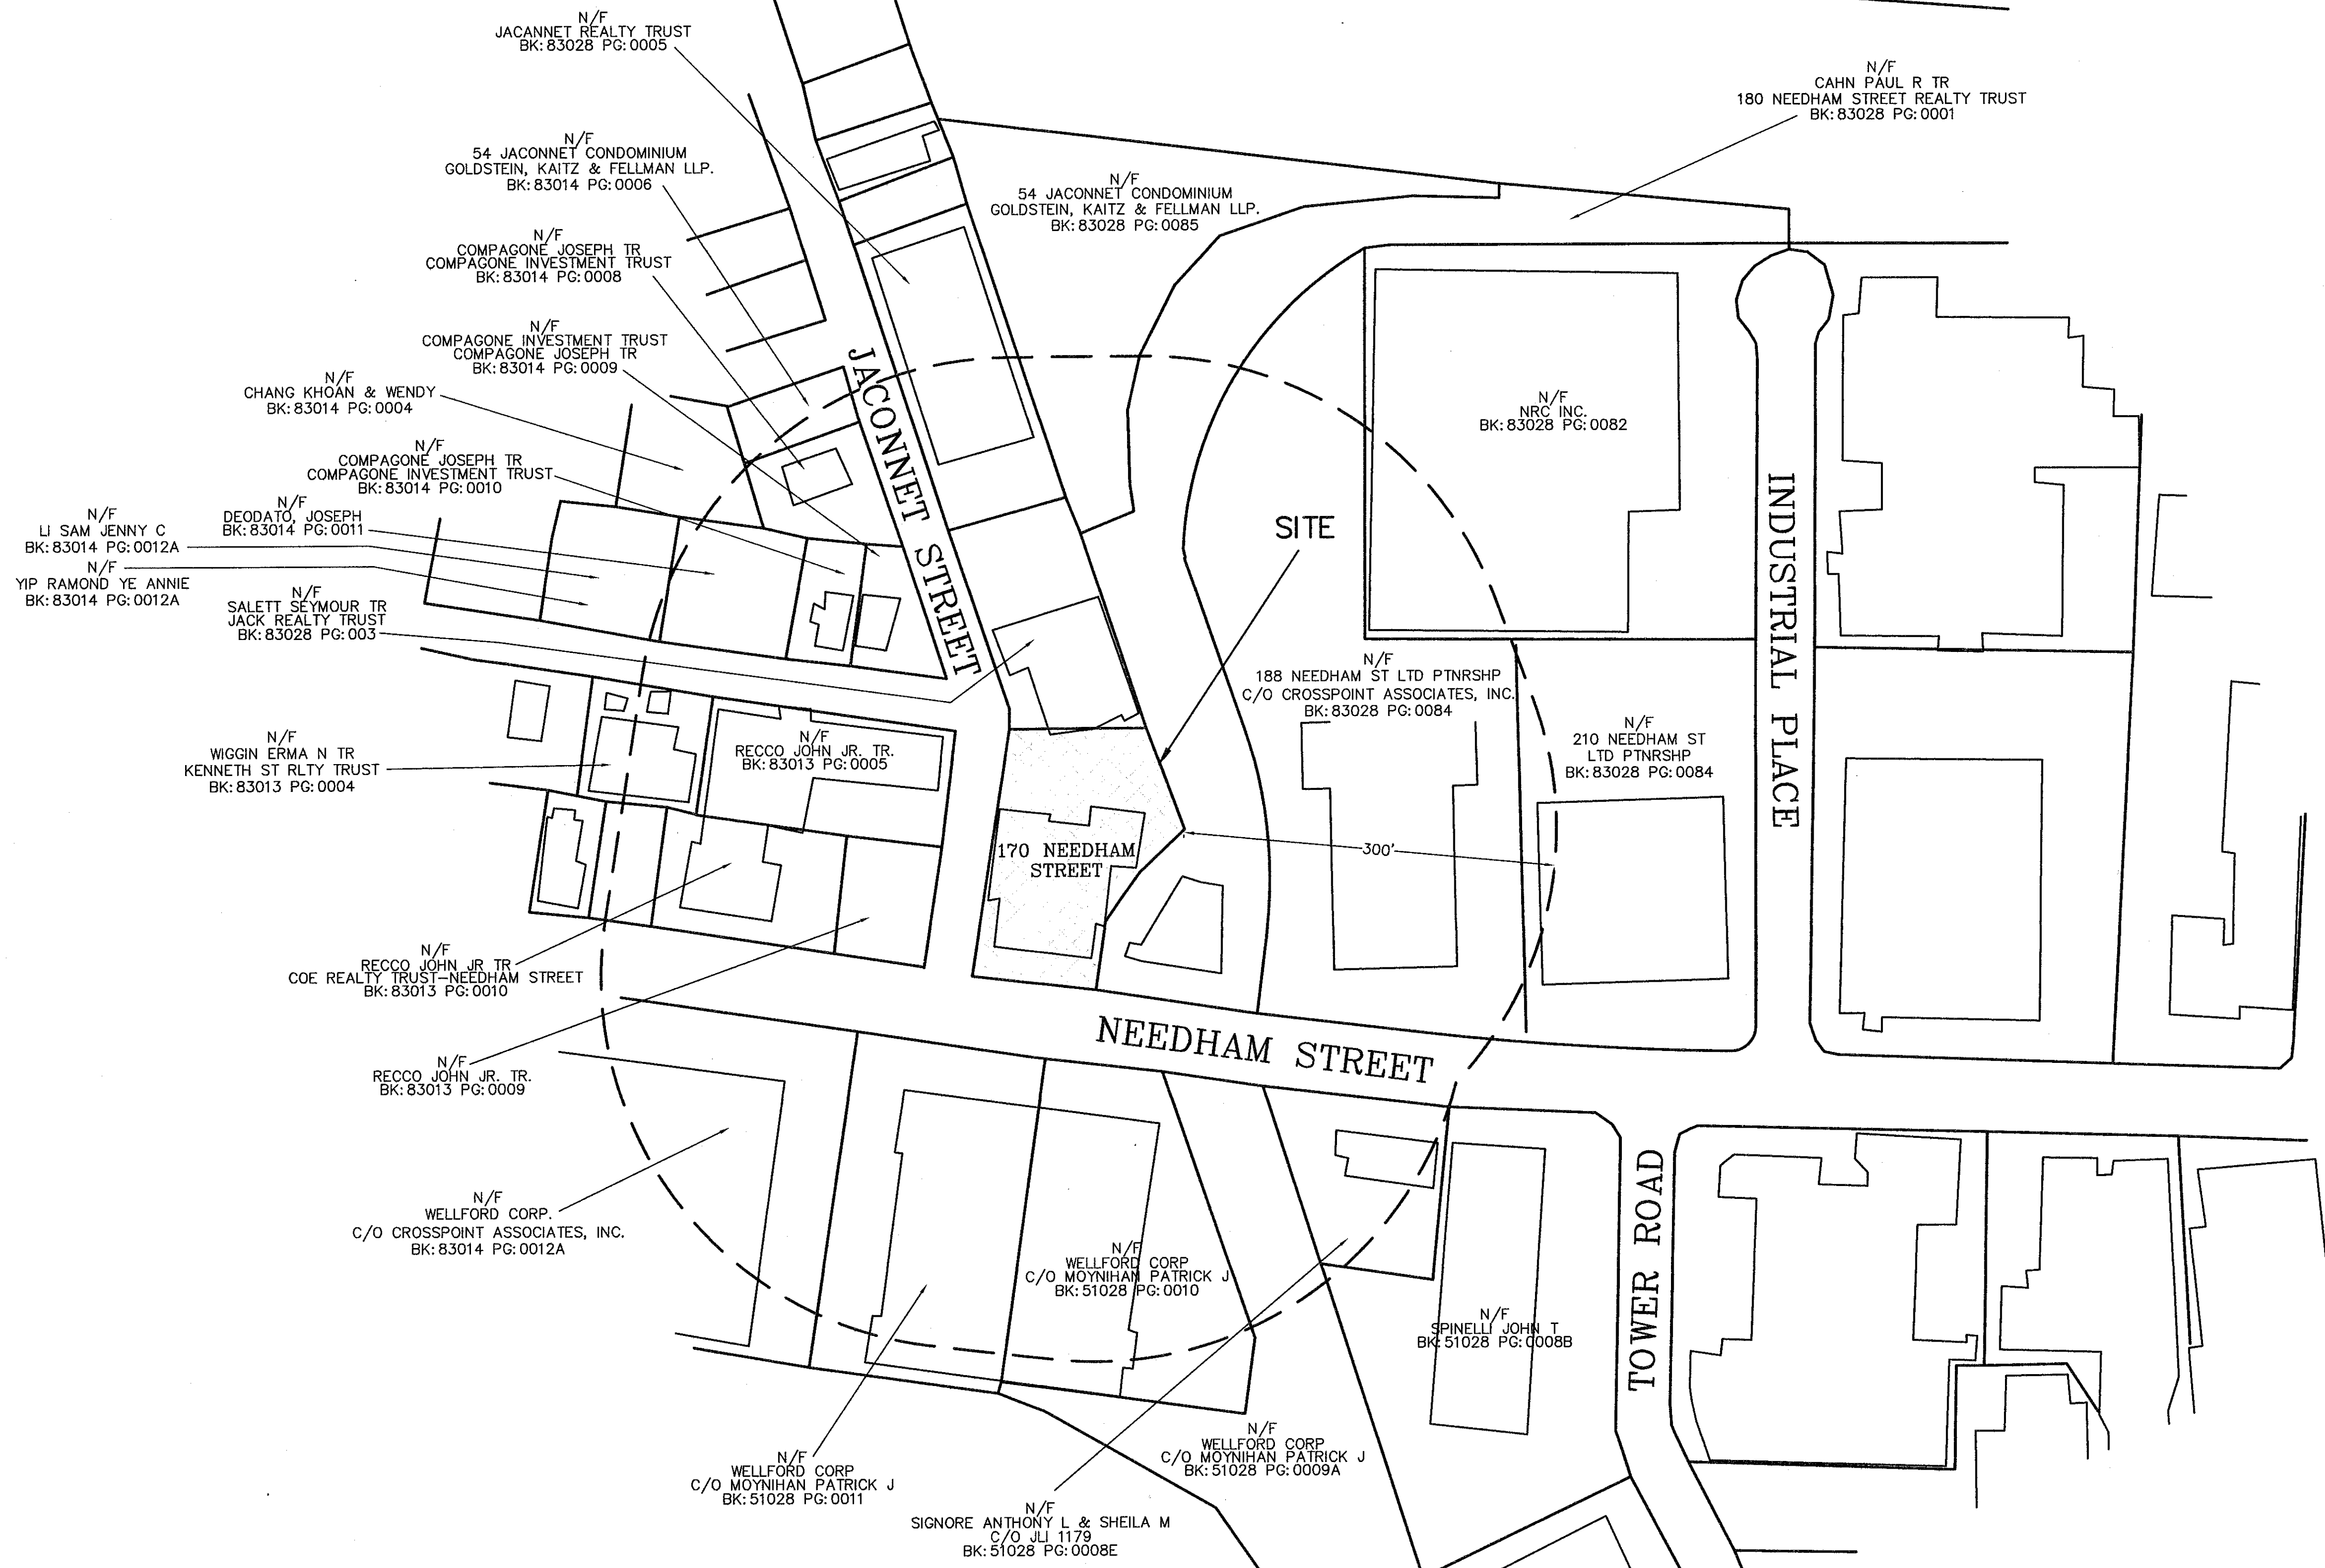 N/F
JACANNET REALTY TRUST
BK: 83028 PG: 0005
N/F
CAHN PAUL R TR
180 NEEDHAM STREET REALTY TRUST
BK: 83028 PG: 0001
N/F
54 JACONNET CONDOMINIUM
GOLDSTEIN, KAITZ & FELLMAN LLP.
BK: 83014 PG: 0006
N/F
54 JACONNET CONDOMINIUM
GOLDSTEIN, KAITZ & FELLMAN LLP.
BK: 83028 PG: 0085
N/F
COMPAGONE JOSEPH TR
COMPAGONE INVESTMENT TRUST
BK: 83014 PG: 0008
N/F
COMPAGONE INVESTMENT TRUST
COMPAGONE JOSEPH TR
BK: 83014 PG: 0009
N/F
CHANG KHOAN & WENDY
BK: 83014 PG: 0004
N/F
NRC INC.
BK: 83028 PG: 0082
N/F
COMPAGONE JOSEPH TR
COMPAGONE INVESTMENT TRUST
BK: 83014 PG: 0010
N/F
DEODATO, JOSEPH
BK: 83014 PG: 0011
N/F
LI SAM JENNY C
BK: 83014 PG: 0012A
N/F
YIP RAMOND YE ANNIE
BK: 83014 PG: 0012A
N/F
SALETT SEYMOUR TR
JACK REALTY TRUST
BK: 83028 PG: 003
JACONNET STREET
SITE
INDUSTRIAL PLACE
N/F
188 NEEDHAM ST LTD PTNRSHP
C/O CROSSPOINT ASSOCIATES, INC.
BK: 83028 PG: 0084
N/F
210 NEEDHAM ST
LTD PTNRSHP
BK: 83028 PG: 0084
N/F
WIGGIN ERMA N TR
KENNETH ST RLTY TRUST
BK: 83013 PG: 0004
N/F
RECCO JOHN JR. TR.
BK: 83013 PG: 0005
170 NEEDHAM
STREET
300'
N/F
RECCO JOHN JR TR
COE REALTY TRUST-NEEDHAM STREET
BK: 83013 PG: 0010
N/F
RECCO JOHN JR. TR.
BK: 83013 PG: 0009
NEEDHAM STREET
N/F
WELLFORD CORP.
C/O CROSSPOINT ASSOCIATES, INC.
BK: 83014 PG: 0012A
N/F
WELLFORD CORP
C/O MOYNIHAN PATRICK J
BK: 51028 PG: 0010
N/F
SPINELLI JOHN T
BK: 51028 PG: 0008B
TOWER ROAD
N/F
WELLFORD CORP
C/O MOYNIHAN PATRICK J
BK: 51028 PG: 0011
N/F
WELLFORD CORP
C/O MOYNIHAN PATRICK J
BK: 51028 PG: 0009A
N/F
SIGNORE ANTHONY L & SHEILA M
C/O JLI 1179
BK: 51028 PG: 0008E